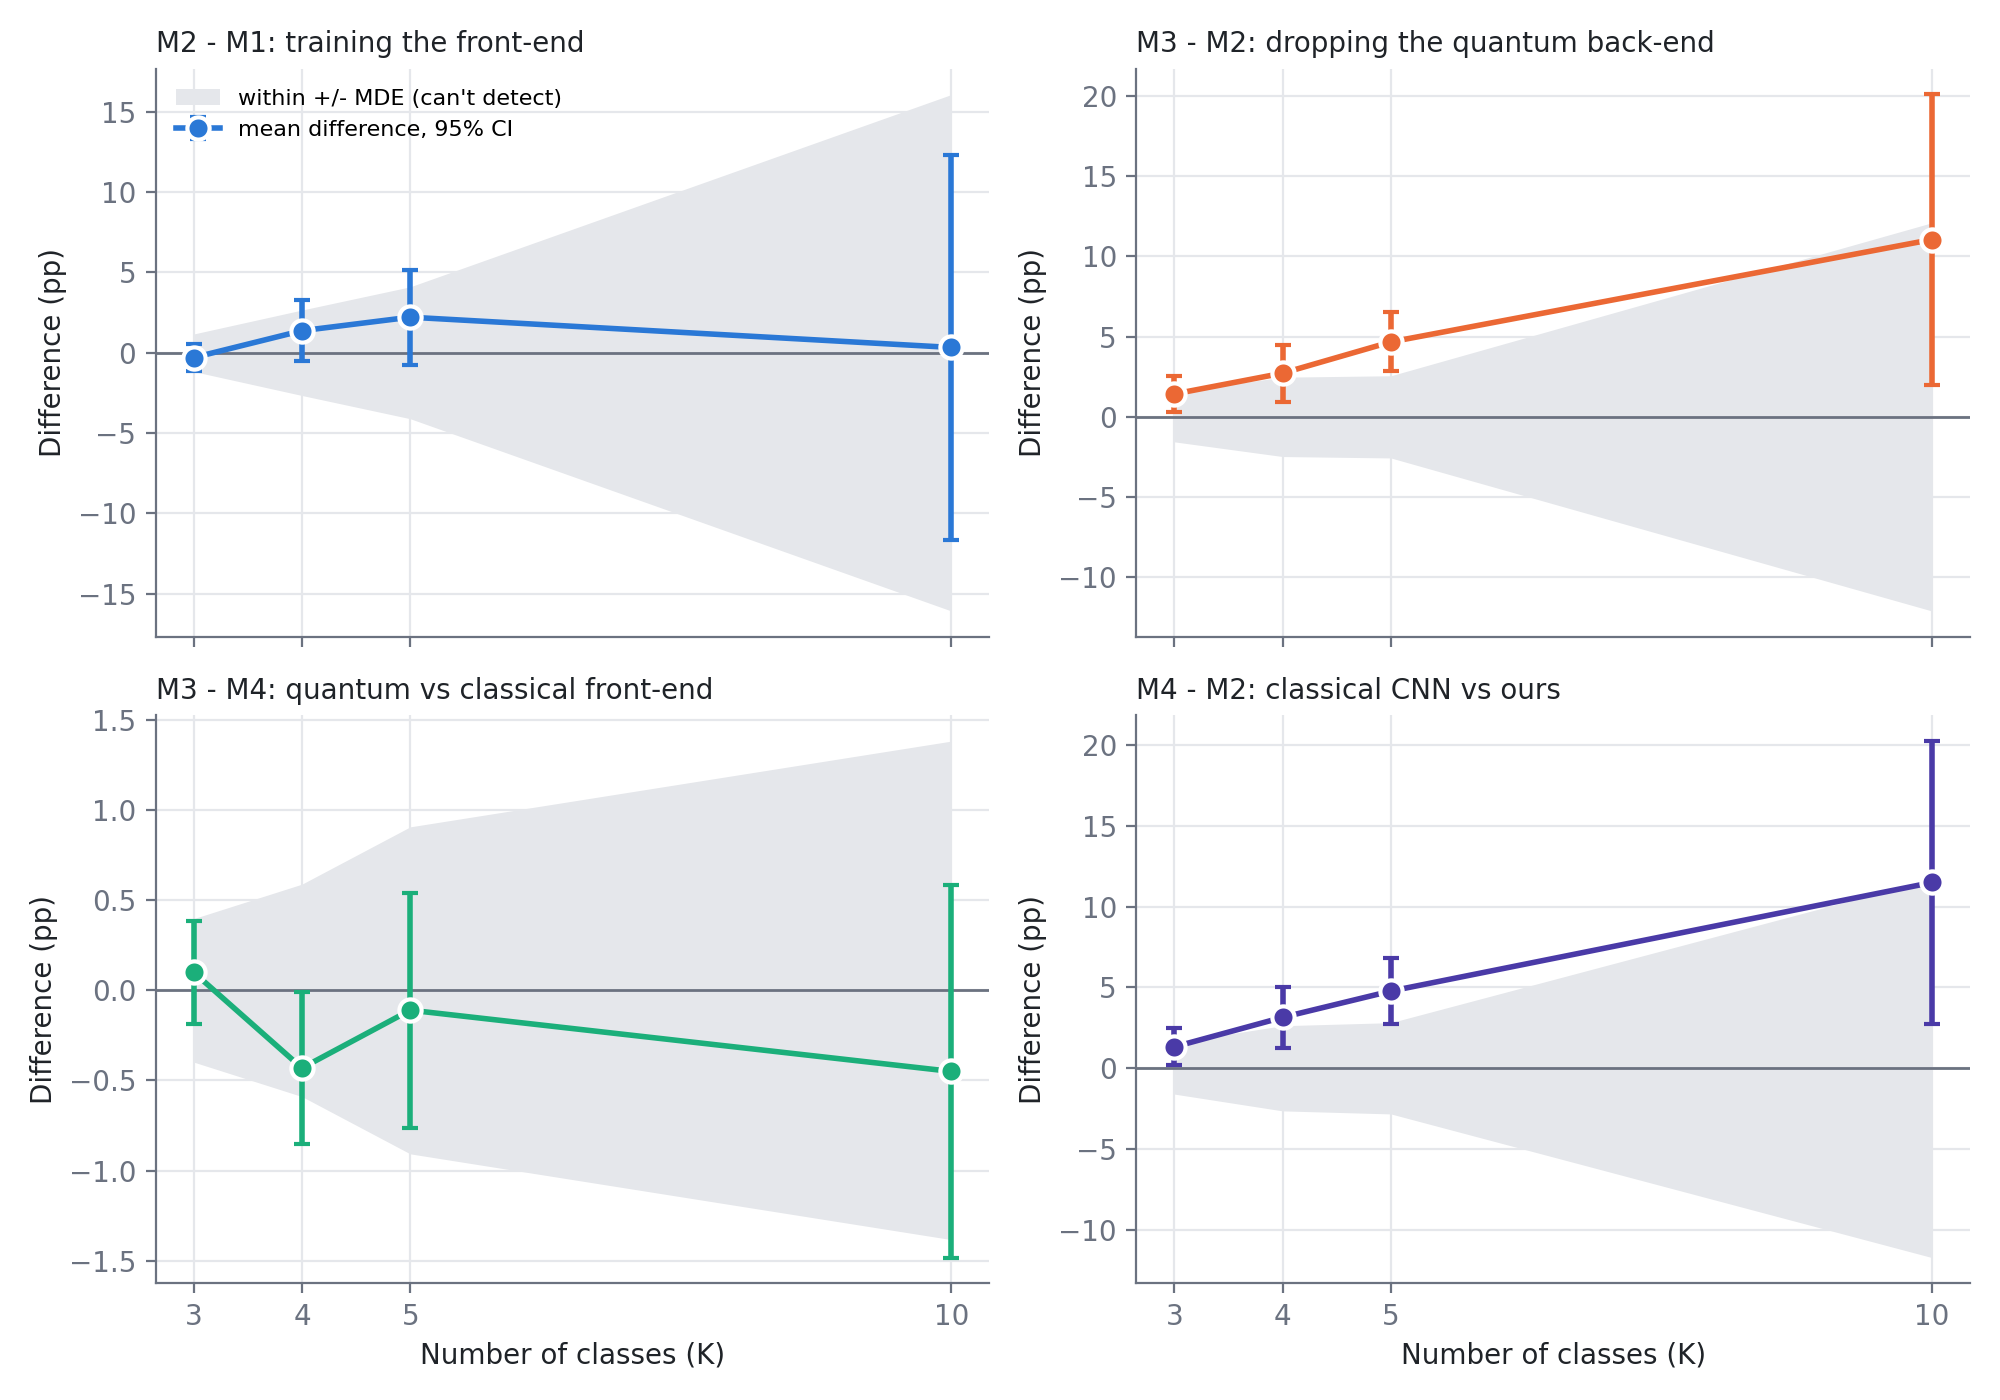 M2 - M1: training the front-end
within +/- MDE (can't detect)
mean difference, 95% CI
Difference (pp)
15
10
5
0
−5
−10
−15
M3 - M2: dropping the quantum back-end
Difference (pp)
20
15
10
5
0
−5
−10
M3 - M4: quantum vs classical front-end
Difference (pp)
1.5
1.0
0.5
0.0
−0.5
−1.0
−1.5
3 4 5 10
Number of classes (K)
M4 - M2: classical CNN vs ours
Difference (pp)
20
15
10
5
0
−5
−10
3 4 5 10
Number of classes (K)